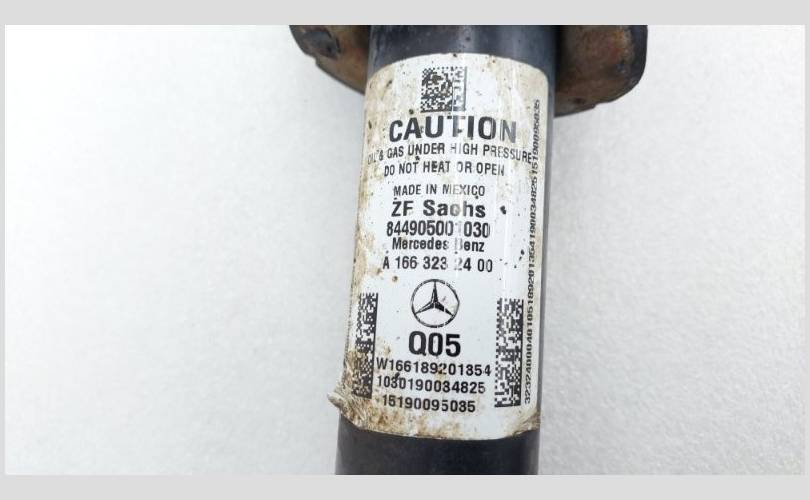 CAUTION
OIL & GAS UNDER HIGH PRESSURE
DO NOT HEAT OR OPEN
MADE IN MEXICO
ZF Sachs
844905001030
Mercedes Benz
A 166 323 24 00
Q05
W166189201354
1030190034825
15190095035